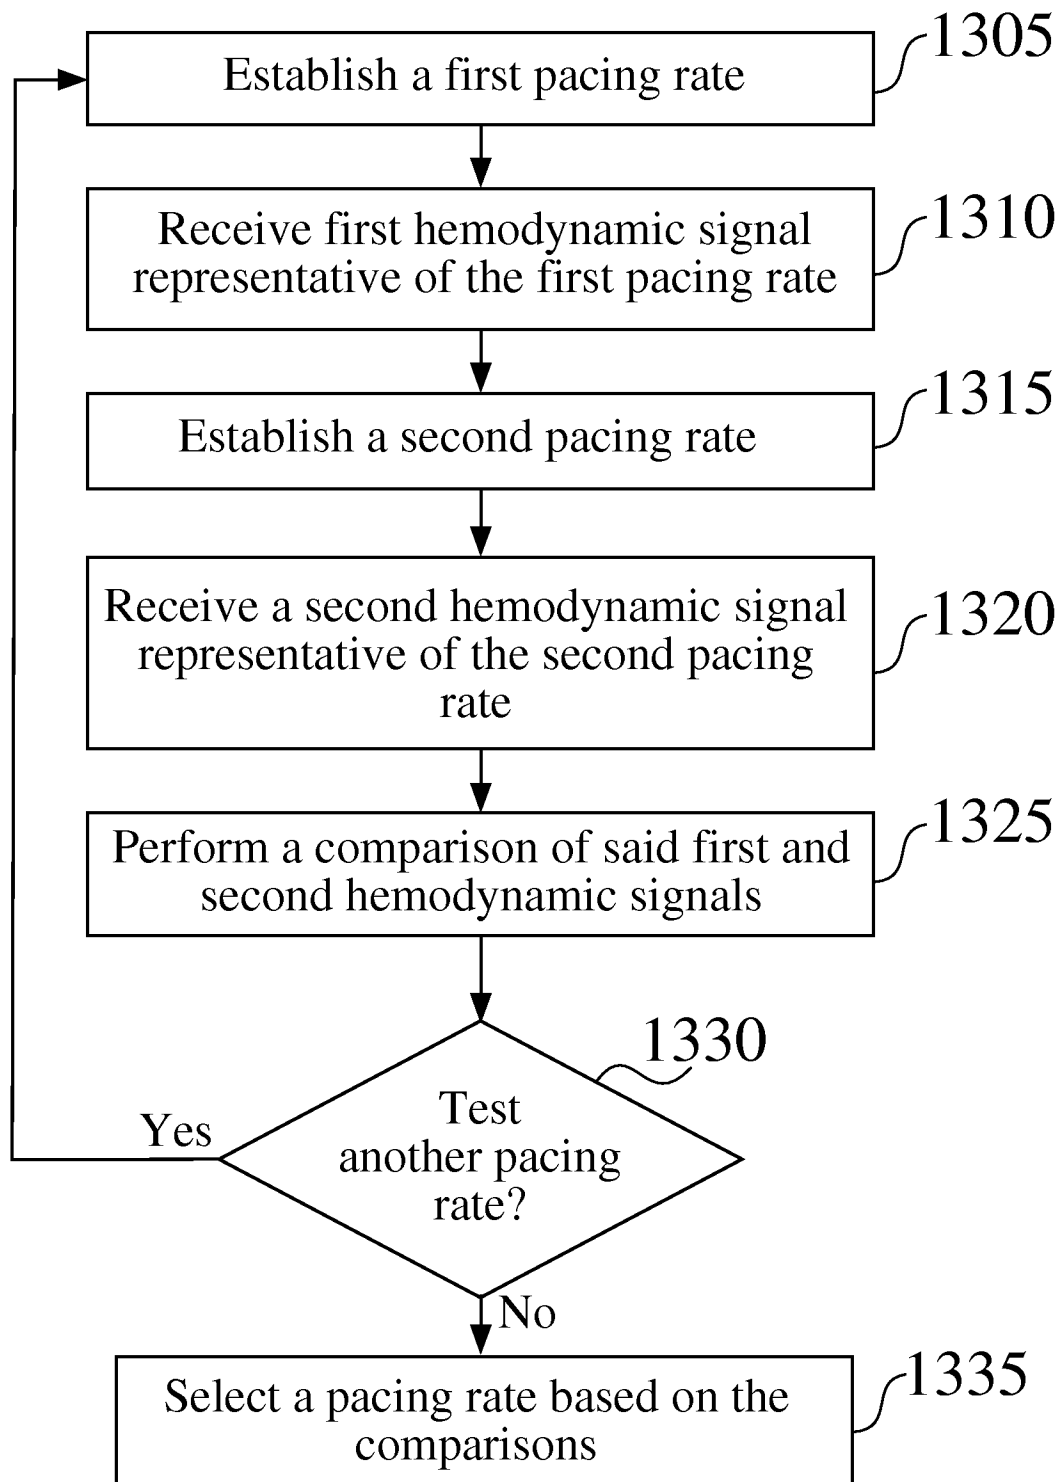 1305
Establish a first pacing rate
1310
Receive first hemodynamic signal
representative of the first pacing rate
1315
Establish a second pacing rate
1320
Receive a second hemodynamic signal
representative of the second pacing
rate
1325
Perform a comparison of said first and
second hemodynamic signals
1330
Test
another pacing
rate?
Yes
No
1335
Select a pacing rate based on the
comparisons